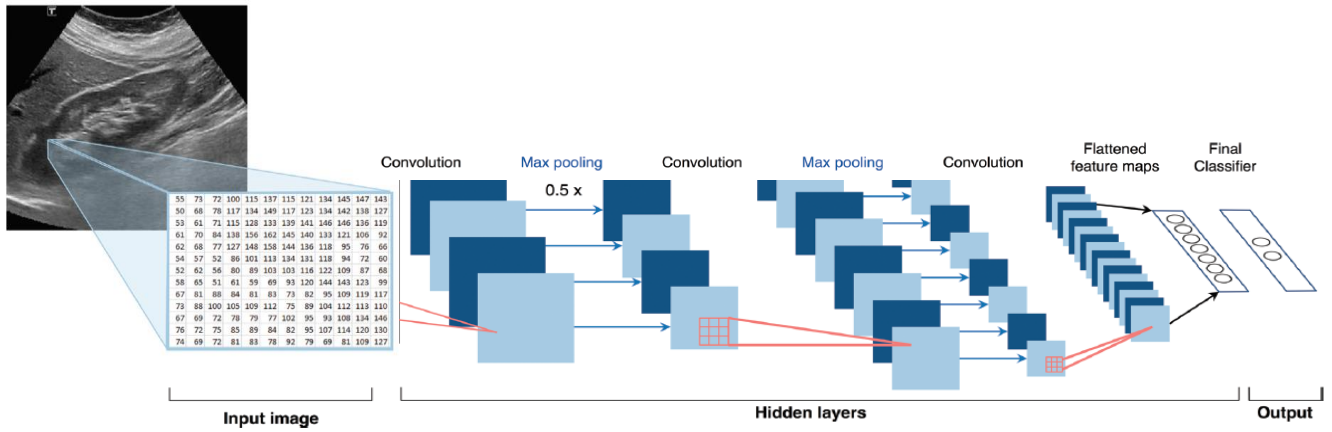 T
Convolution
Max pooling
Convolution
Max pooling
Convolution
Flattened
feature maps
Final
Classifier
0.5 x
55 73 72 100 115 137 115 121 134 145 147 143
50 68 78 117 134 149 117 123 134 142 138 127
53 61 71 115 128 133 139 141 146 146 136 119
61 70 84 138 156 162 145 140 133 121 106 92
62 68 77 127 148 158 144 136 118 95 76 66
54 57 52 86 101 113 134 131 118 94 72 60
52 62 56 80 89 103 103 116 122 109 87 68
58 65 51 61 59 69 93 120 144 143 123 99
67 81 88 84 81 83 73 82 95 109 119 117
73 88 100 105 109 112 75 89 104 112 113 110
67 69 72 78 79 77 102 95 93 108 134 146
76 72 75 85 89 84 82 95 107 114 120 130
74 69 72 81 83 78 92 79 69 81 109 127
Input image
Hidden layers
Output